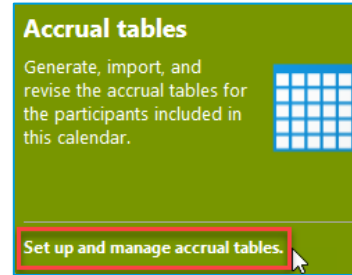 Accrual tables
Generate, import, and
revise the accrual tables for
the participants included in
this calendar.
Set up and manage accrual tables.